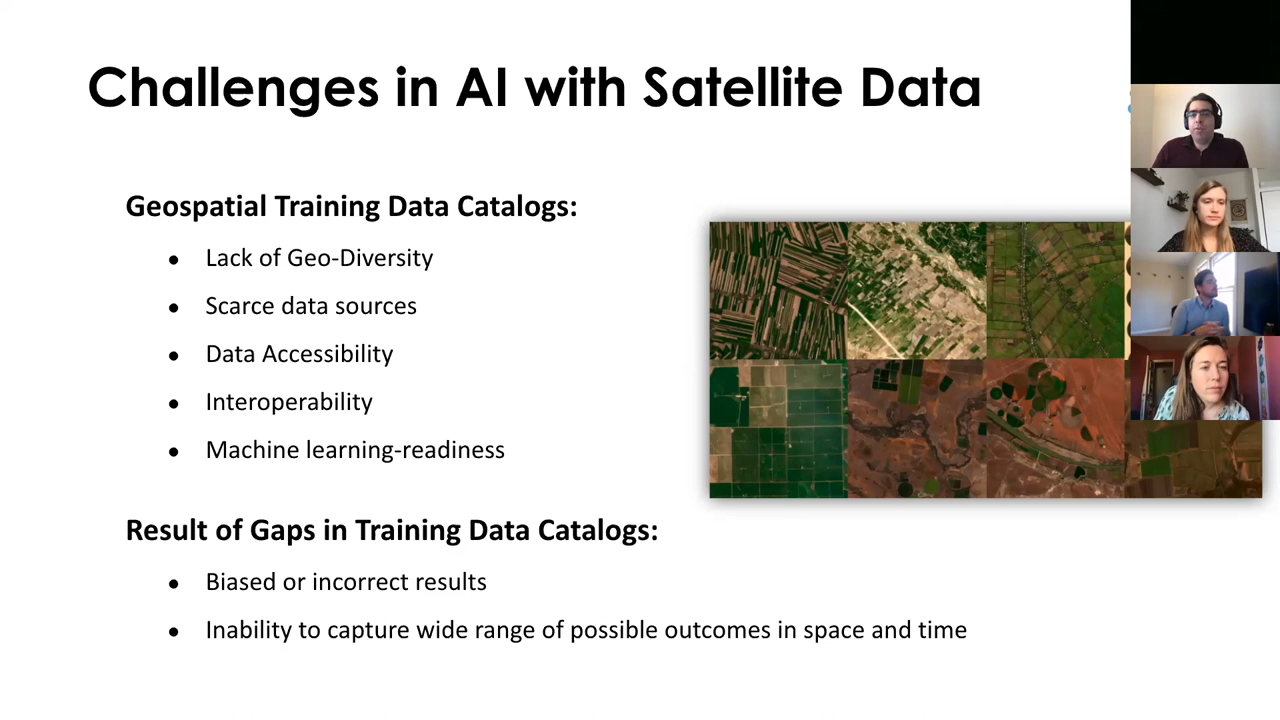 Challenges in AI with Satellite Data
Geospatial Training Data Catalogs:
● Lack of Geo-Diversity
● Scarce data sources
● Data Accessibility
● Interoperability
● Machine learning-readiness
Result of Gaps in Training Data Catalogs:
● Biased or incorrect results
● Inability to capture wide range of possible outcomes in space and time